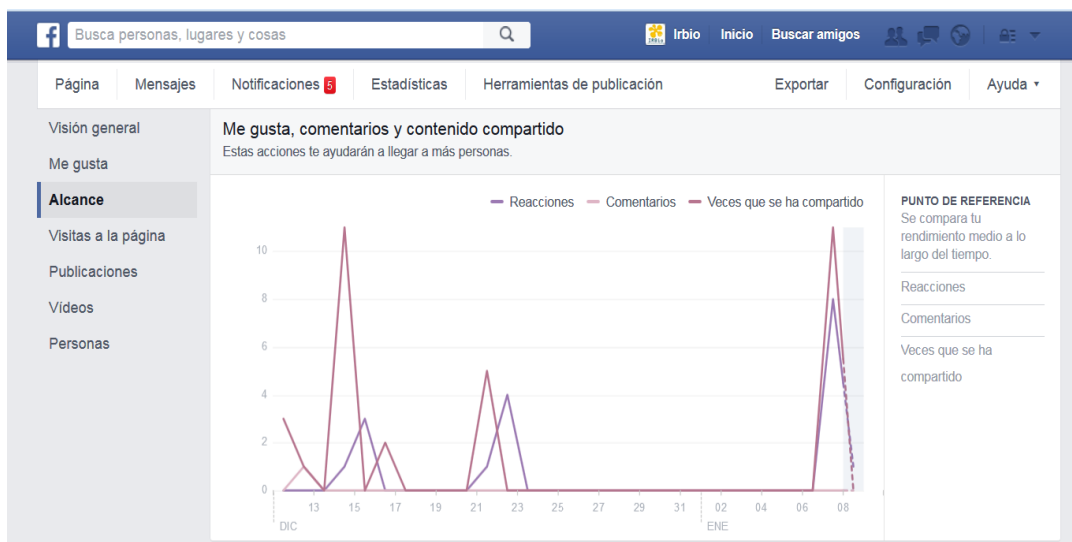 Busca personas, lugares y cosas
IRBio
Irbio Inicio Buscar amigos
Página Mensajes Notificaciones 5 Estadísticas Herramientas de publicación Exportar Configuración Ayuda
Visión general
Me gusta
Alcance
Visitas a la página
Publicaciones
Vídeos
Personas
Me gusta, comentarios y contenido compartido
Estas acciones te ayudarán a llegar a más personas.
Reacciones Comentarios Veces que se ha compartido
10
8
6
4
2
0
13 15 17 19 21 23 25 27 29 31 02 04 06 08
DIC ENE
PUNTO DE REFERENCIA
Se compara tu
rendimiento medio a lo
largo del tiempo.
Reacciones
Comentarios
Veces que se ha
compartido